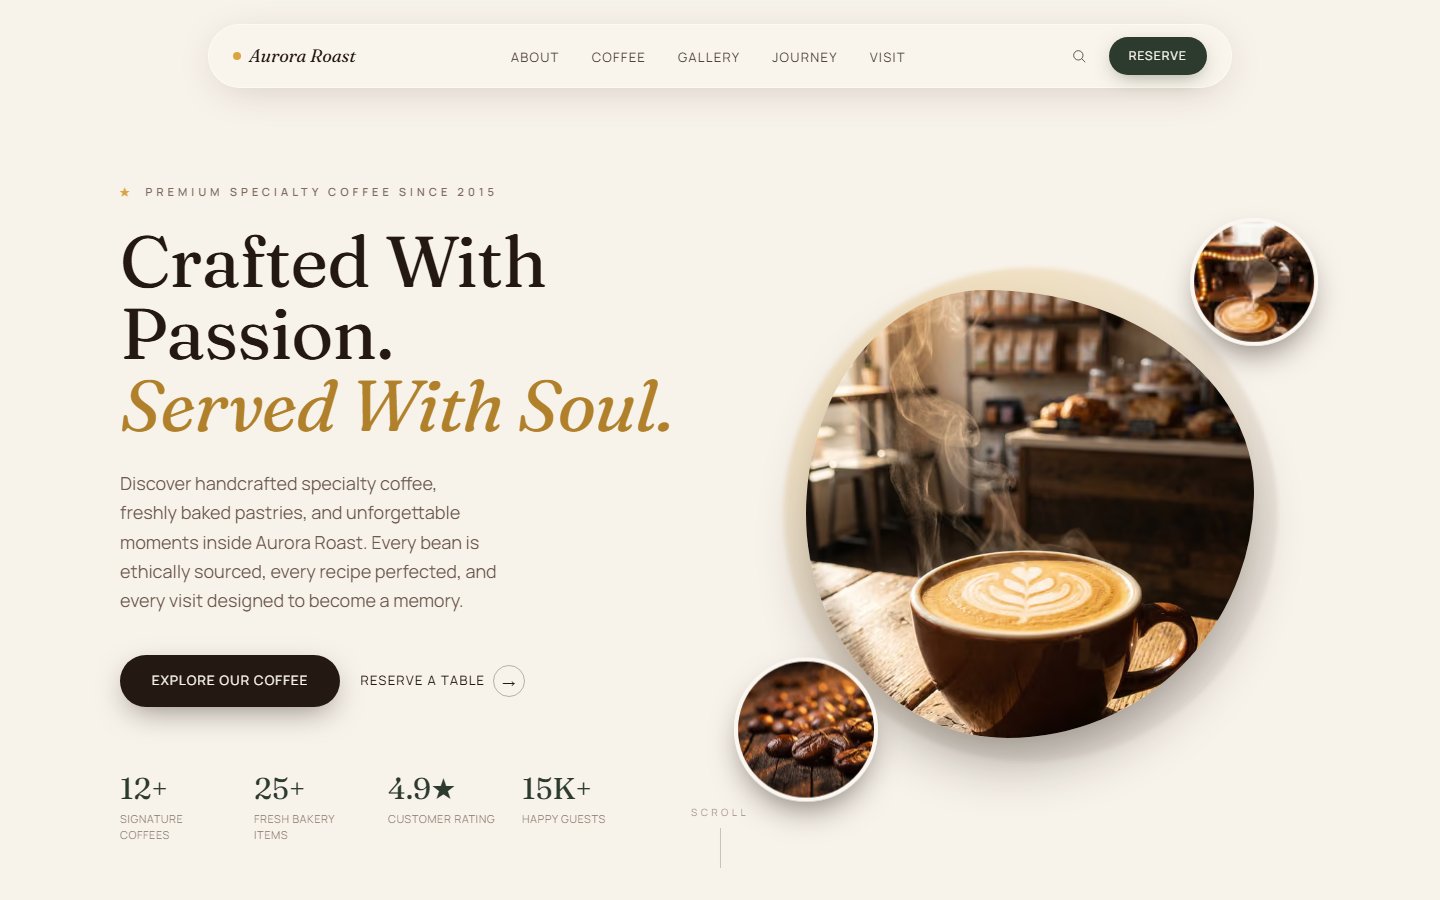 Aurora Roast
ABOUT
COFFEE
GALLERY
JOURNEY
VISIT
RESERVE
★ PREMIUM SPECIALTY COFFEE SINCE 2015
Crafted With
Passion.
Served With Soul.
Discover handcrafted specialty coffee,
freshly baked pastries, and unforgettable
moments inside Aurora Roast. Every bean is
ethically sourced, every recipe perfected, and
every visit designed to become a memory.
EXPLORE OUR COFFEE
RESERVE A TABLE →
12+
SIGNATURE
COFFEES
25+
FRESH BAKERY
ITEMS
4.9★
CUSTOMER RATING
15K+
HAPPY GUESTS
SCROLL